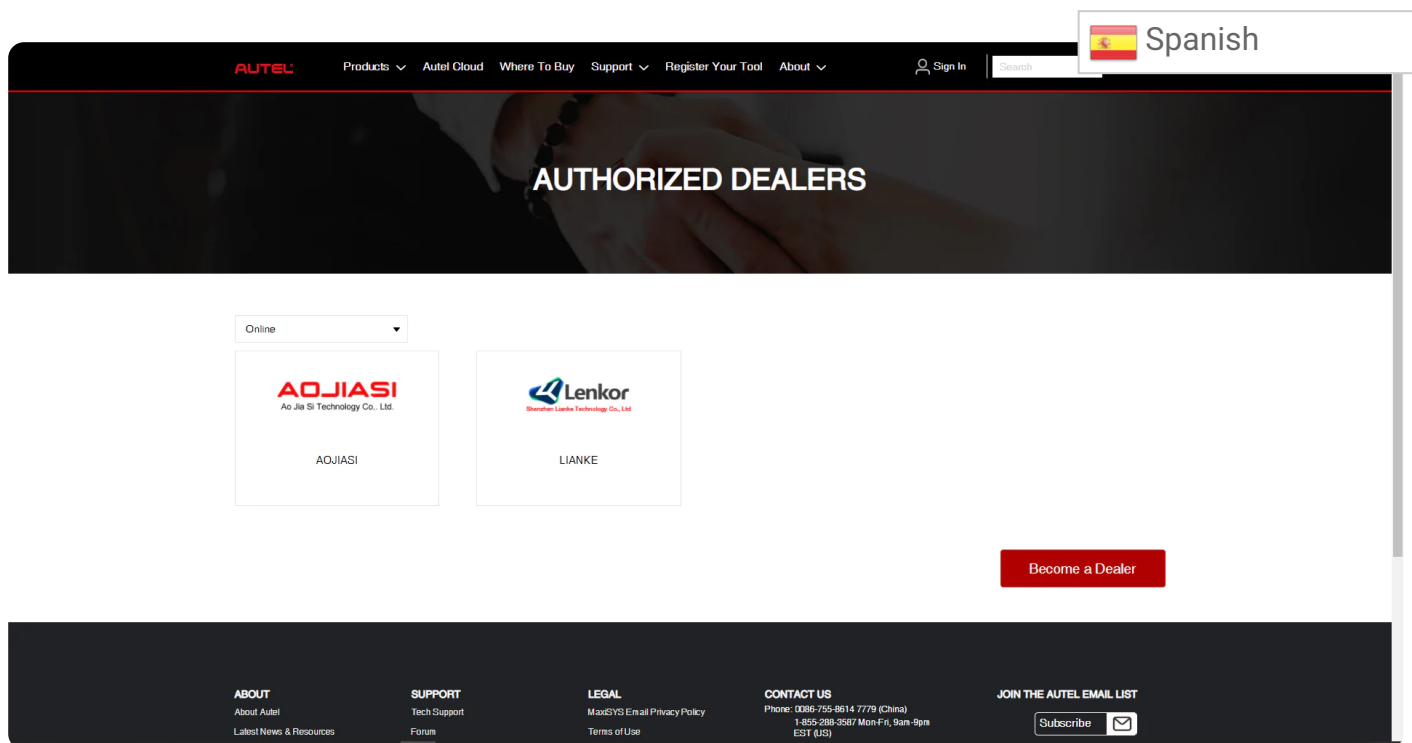 Spanish
AUTEL
Products
Autel Cloud
Where To Buy
Support
Register Your Tool
About
Sign In
Search
AUTHORIZED DEALERS
Online
AOJIASI
Ao Jia Si Technology Co,. Ltd.
AOJIASI
Lenkor
Shenzhen Lianke Technology Co., Ltd
LIANKE
Become a Dealer
ABOUT
About Autel
Latest News & Resources
SUPPORT
Tech Support
Forum
LEGAL
MaxiSYS Email Privacy Policy
Terms of Use
CONTACT US
Phone: 0086-755-8614 7779 (China)
1-855-288-3587 Mon-Fri, 9am-9pm
EST (US)
JOIN THE AUTEL EMAIL LIST
Subscribe